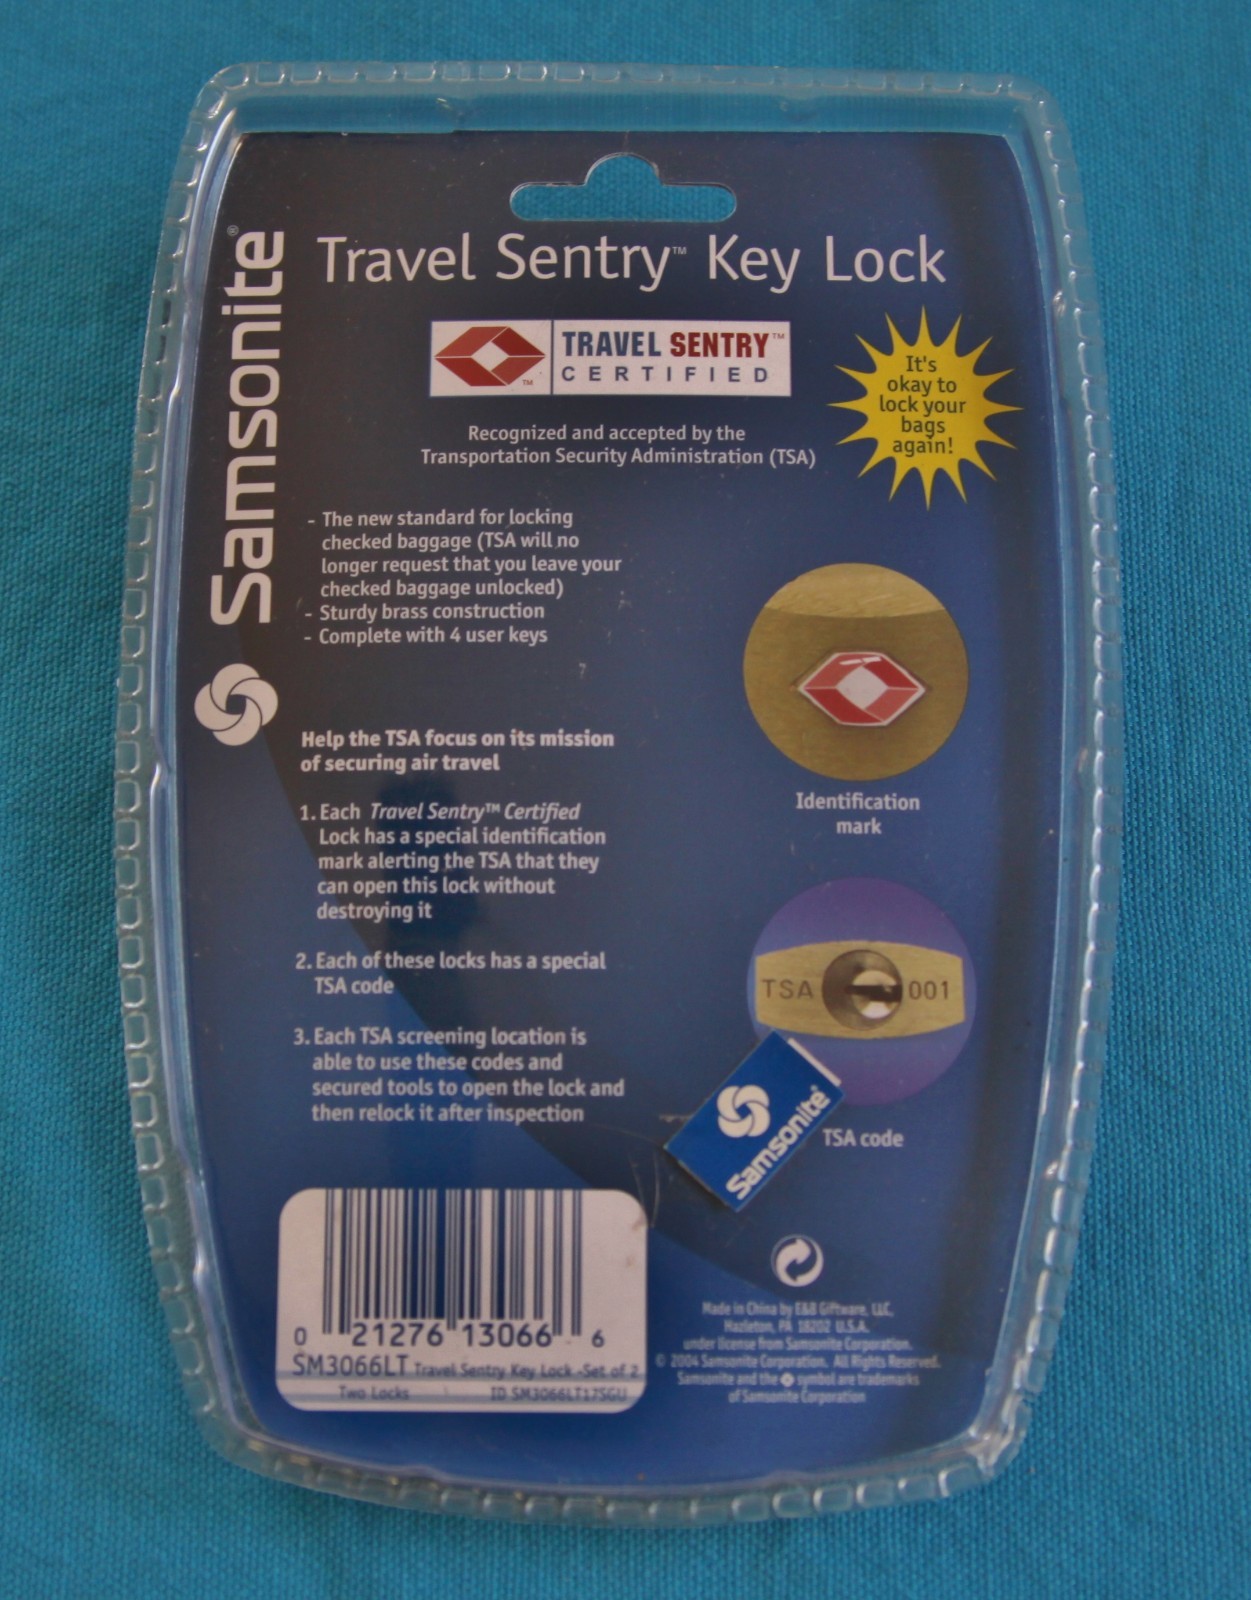 Samsonite®
Travel Sentry™ Key Lock
TRAVEL SENTRY™
CERTIFIED
TM
It's
okay to
lock your
bags
again!
Recognized and accepted by the
Transportation Security Administration (TSA)
- The new standard for locking
checked baggage (TSA will no
longer request that you leave your
checked baggage unlocked)
- Sturdy brass construction
- Complete with 4 user keys
Identification
mark
Help the TSA focus on its mission
of securing air travel
1. Each Travel Sentry™ Certified
Lock has a special identification
mark alerting the TSA that they
can open this lock without
destroying it
2. Each of these locks has a special
TSA code
3. Each TSA screening location is
able to use these codes and
secured tools to open the lock and
then relock it after inspection
TSA 001
Samsonite®
TSA code
0 21276 13066 6
SM3066LT Travel Sentry Key Lock -Set of 2
Two Locks ID SM3066LT17SGU
Made in China by E&B Giftware, LLC,
Hazleton, PA 18202 U.S.A.
under license from Samsonite Corporation.
© 2004 Samsonite Corporation. All Rights Reserved.
Samsonite and the symbol are trademarks
of Samsonite Corporation